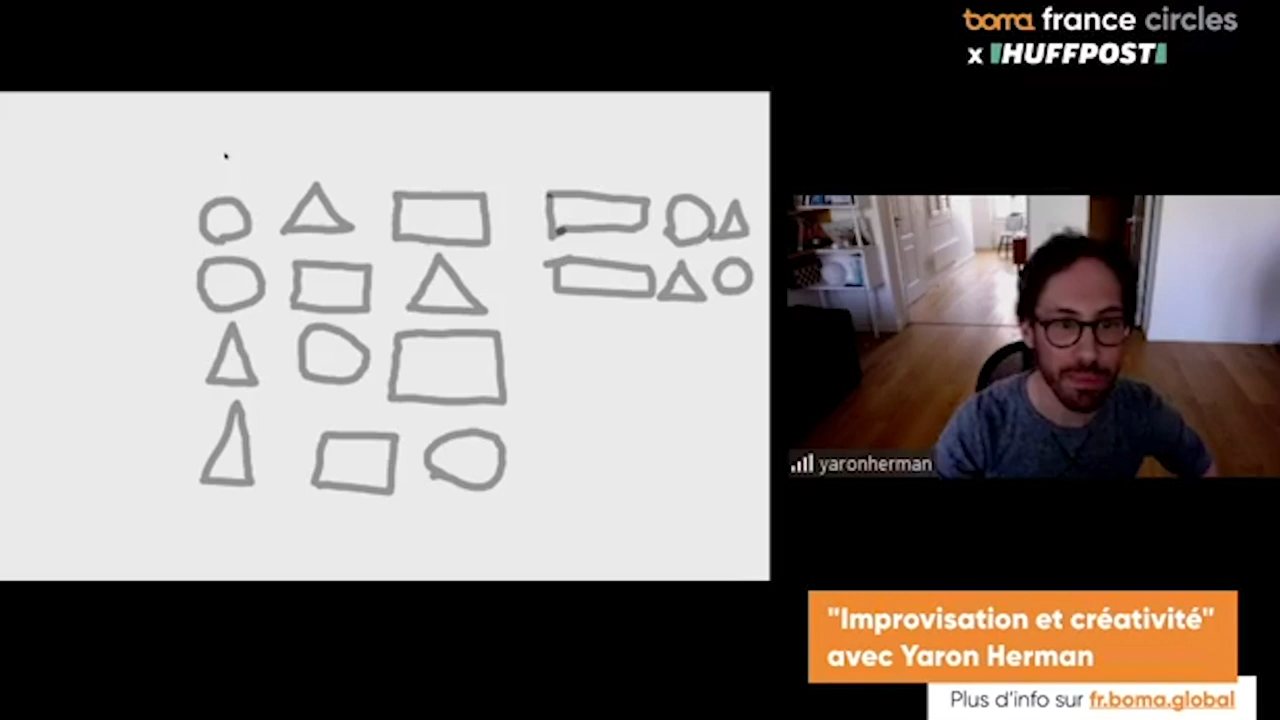 boma france circles
x HUFFPOST
yaronherman
"Improvisation et créativité"
avec Yaron Herman
Plus d'info sur fr.boma.global